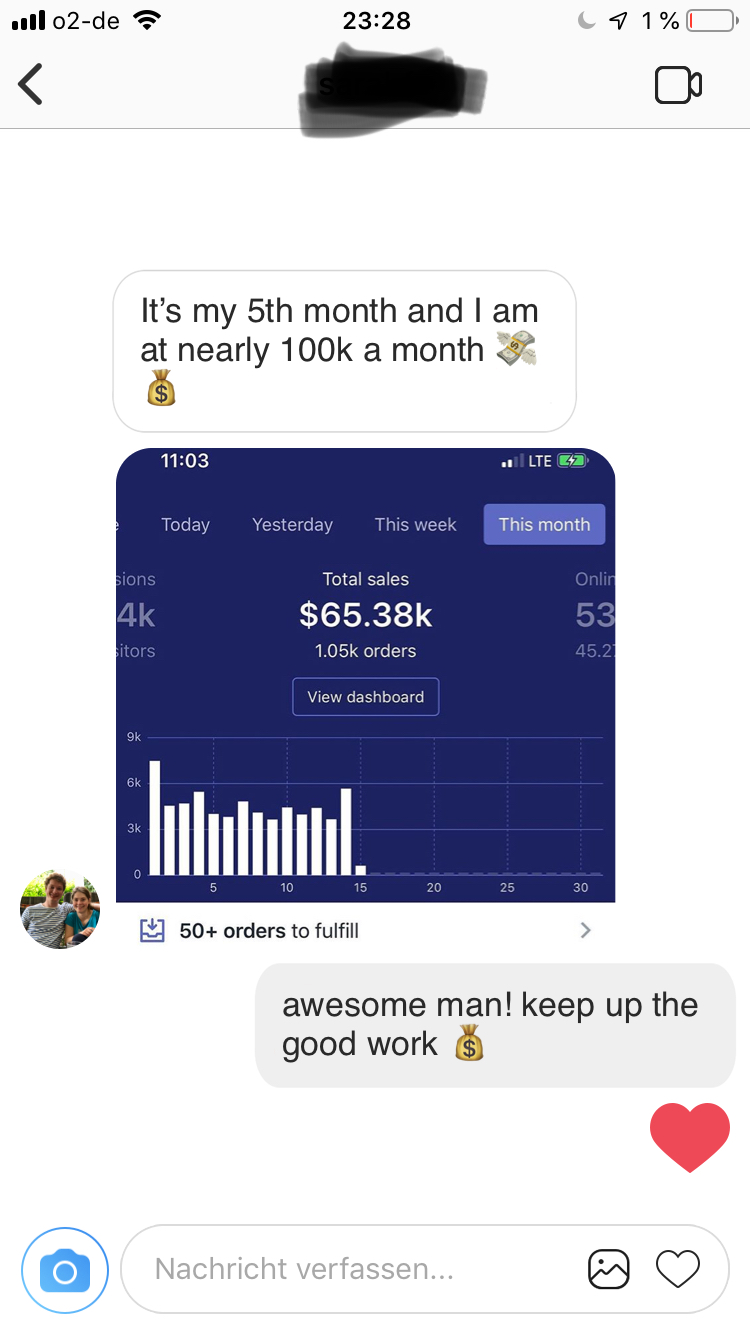 o2-de 23:28 1 %
It's my 5th month and I am
at nearly 100k a month 💸
💰
11:03 LTE
Today Yesterday This week This month
sions Total sales Onlin
4k $65.38k 53
sitors 1.05k orders 45.2
View dashboard
9k
6k
3k
0
5 10 15 20 25 30
50+ orders to fulfill
awesome man! keep up the
good work 💰
Nachricht verfassen...